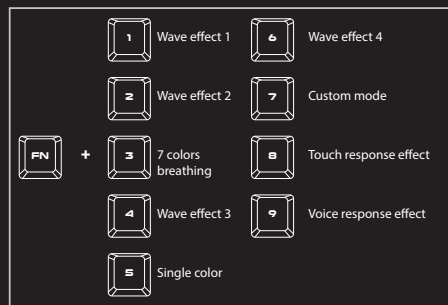 1 Wave effect 1
2 Wave effect 2
FN + 3 7 colors
breathing
4 Wave effect 3
5 Single color
6 Wave effect 4
7 Custom mode
8 Touch response effect
9 Voice response effect